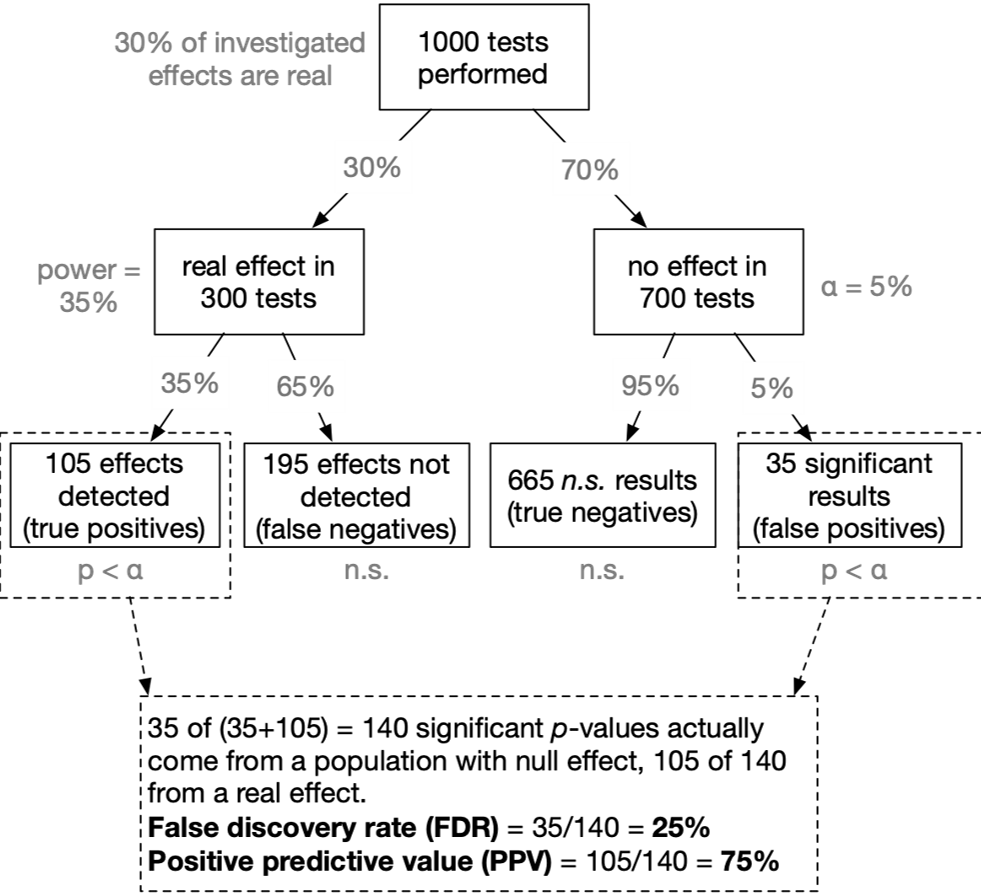 30% of investigated
effects are real
1000 tests
performed
30%
70%
power =
35%
real effect in
300 tests
no effect in
700 tests
α = 5%
35%
65%
95%
5%
105 effects
detected
(true positives)
195 effects not
detected
(false negatives)
665 n.s. results
(true negatives)
35 significant
results
(false positives)
p < α
n.s.
n.s.
p < α
35 of (35+105) = 140 significant p-values actually
come from a population with null effect, 105 of 140
from a real effect.
False discovery rate (FDR) = 35/140 = 25%
Positive predictive value (PPV) = 105/140 = 75%